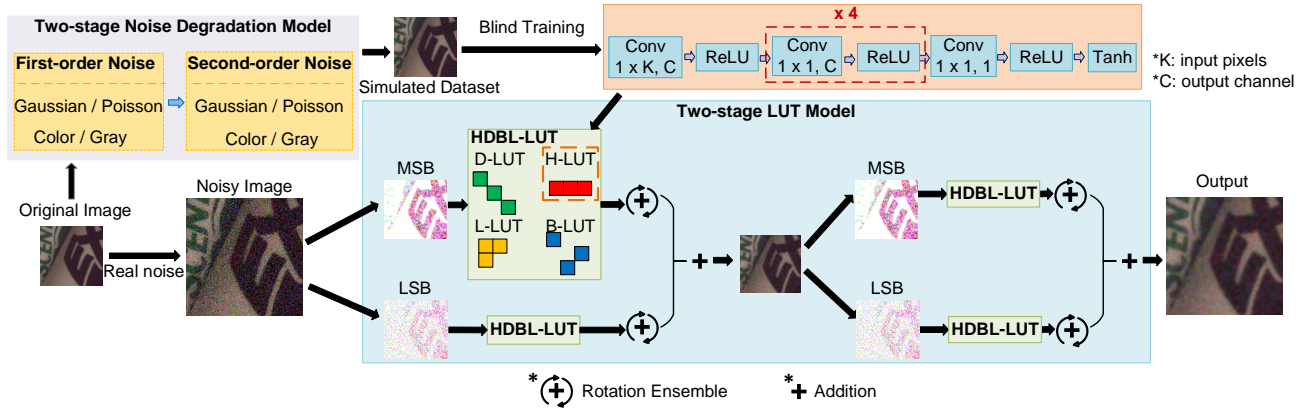 Two-stage Noise Degradation Model
First-order Noise
Gaussian / Poisson
Color / Gray
Second-order Noise
Gaussian / Poisson
Color / Gray
Simulated Dataset
Blind Training
x 4
Conv
1 x K, C
ReLU
Conv
1 x 1, C
ReLU
Conv
1 x 1, 1
ReLU
Tanh
*K: input pixels
*C: output channel
Original Image
Real noise
Noisy Image
Two-stage LUT Model
MSB
HDBL-LUT
D-LUT
H-LUT
L-LUT
B-LUT
LSB
HDBL-LUT
MSB
HDBL-LUT
LSB
HDBL-LUT
Output
* Rotation Ensemble
* Addition